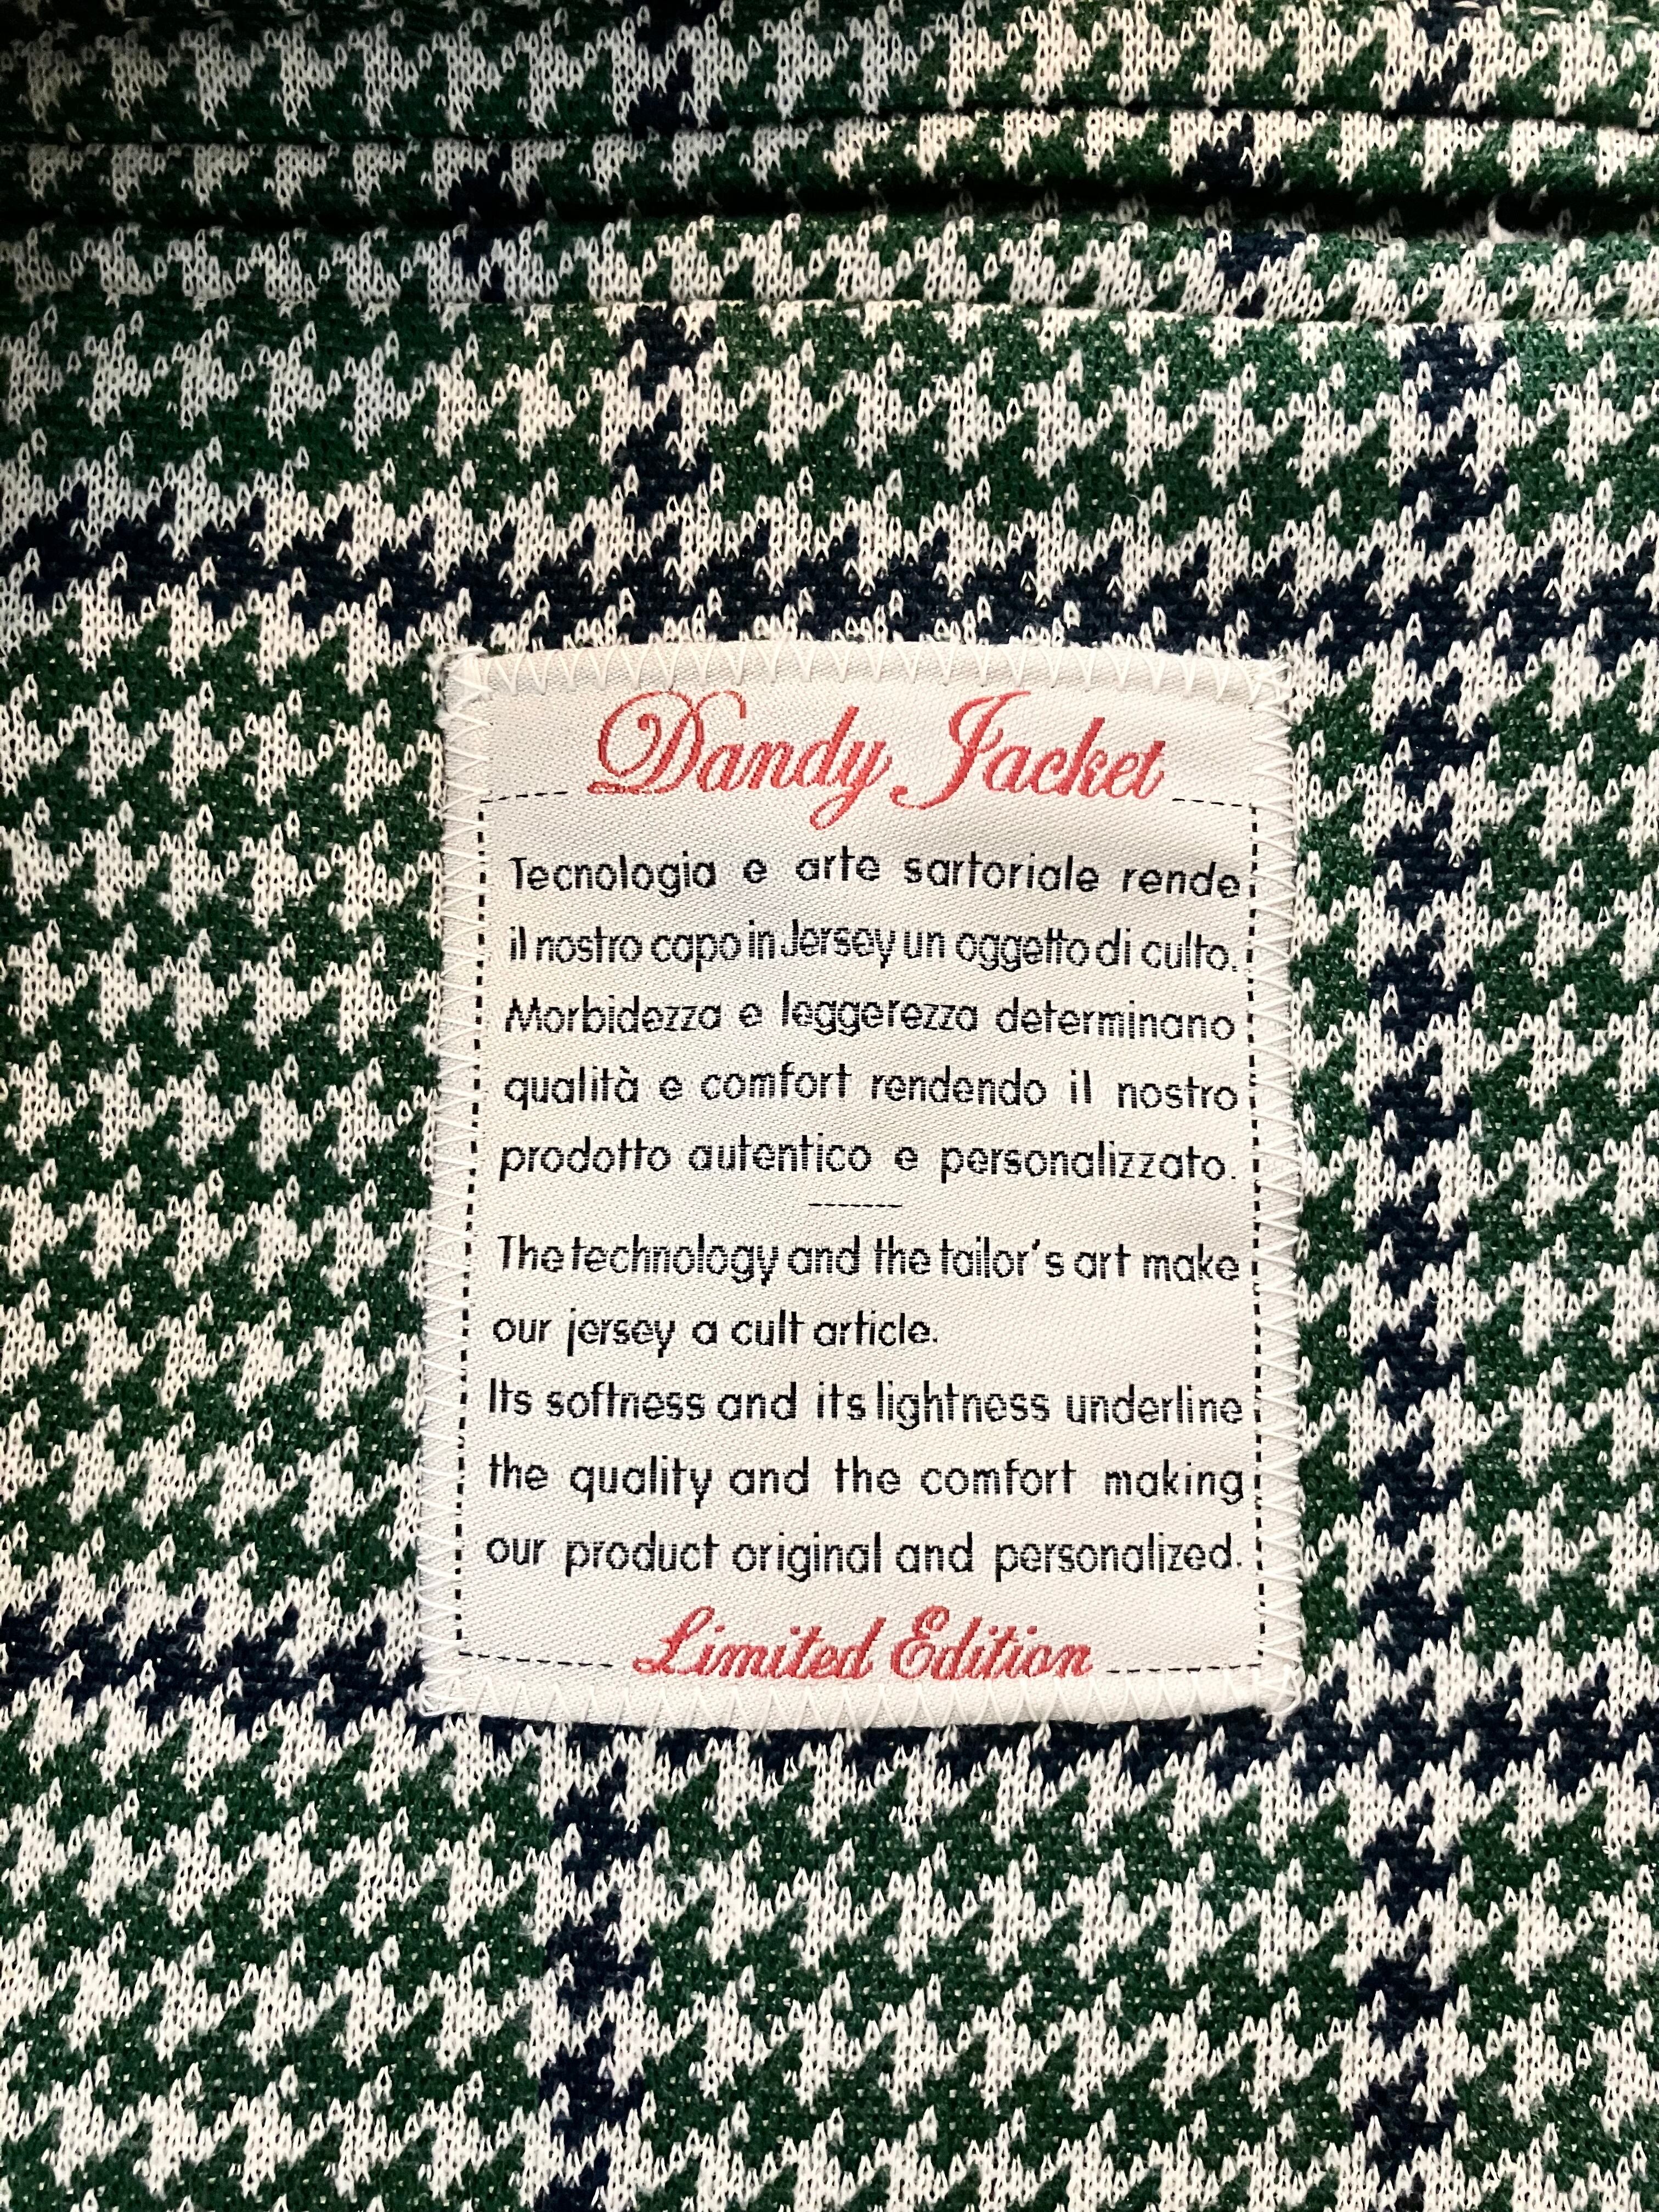 Dandy Jacket
Tecnologia e arte sartoriale rende
il nostro capo in Jersey un oggetto di culto.
Morbidezza e leggerezza determinano
qualità e comfort rendendo il nostro
prodotto autentico e personalizzato.
The technology and the tailor's art make
our jersey a cult article.
Its softness and its lightness underline
the quality and the comfort making
our product original and personalized.
Limited Edition